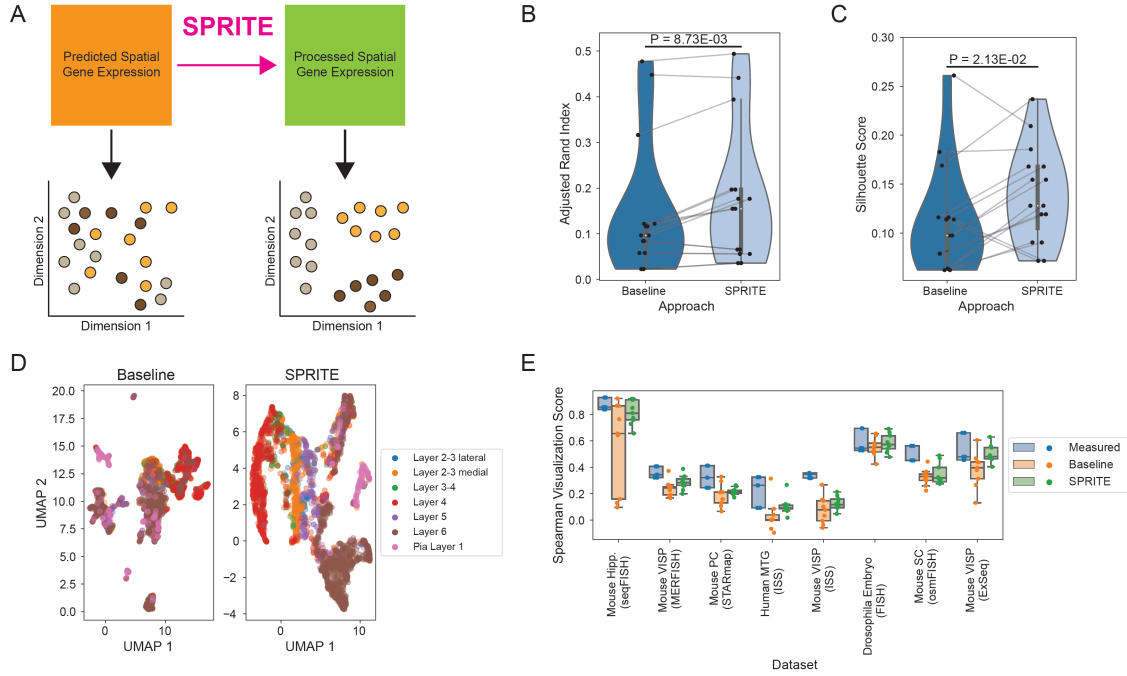 A
Predicted Spatial
Gene Expression
SPRITE
Processed Spatial
Gene Expression
Dimension 2
Dimension 1
Dimension 2
Dimension 1
B
P = 8.73E-03
Adjusted Rand Index
0.5
0.4
0.3
0.2
0.1
0.0
Baseline
SPRITE
Approach
C
P = 2.13E-02
Silhouette Score
0.30
0.25
0.20
0.15
0.10
Baseline
SPRITE
Approach
D
Baseline
UMAP 2
20.0
17.5
15.0
12.5
10.0
7.5
5.0
2.5
0.0
0
10
UMAP 1
SPRITE
8
6
4
2
0
−2
−4
0
10
UMAP 1
Layer 2-3 lateral
Layer 2-3 medial
Layer 3-4
Layer 4
Layer 5
Layer 6
Pia Layer 1
E
Spearman Visualization Score
0.8
0.6
0.4
0.2
0.0
Mouse Hipp.
(seqFISH)
Mouse VISP
(MERFISH)
Mouse PC
(STARmap)
Human MTG
(ISS)
Mouse VISP
(ISS)
Drosophila Embryo
(FISH)
Mouse SC
(osmFISH)
Mouse VISP
(ExSeq)
Dataset
Measured
Baseline
SPRITE